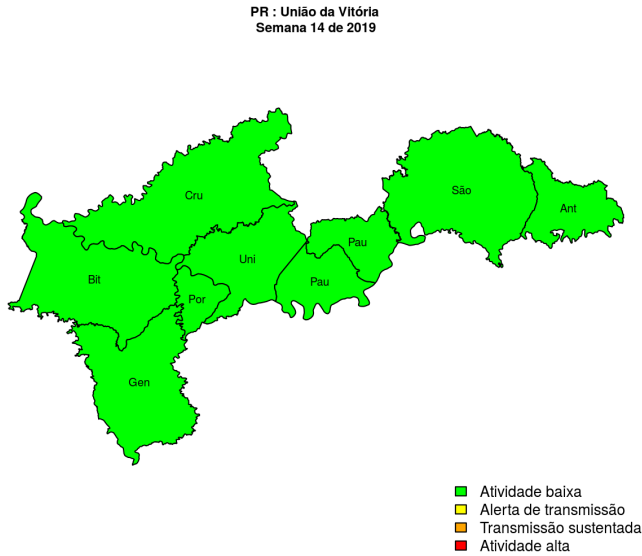 PR : União da Vitória
Semana 14 de 2019
Cru
São
Ant
Pau
Uni
Bit
Pau
Por
Gen
Atividade baixa
Alerta de transmissão
Transmissão sustentada
Atividade alta